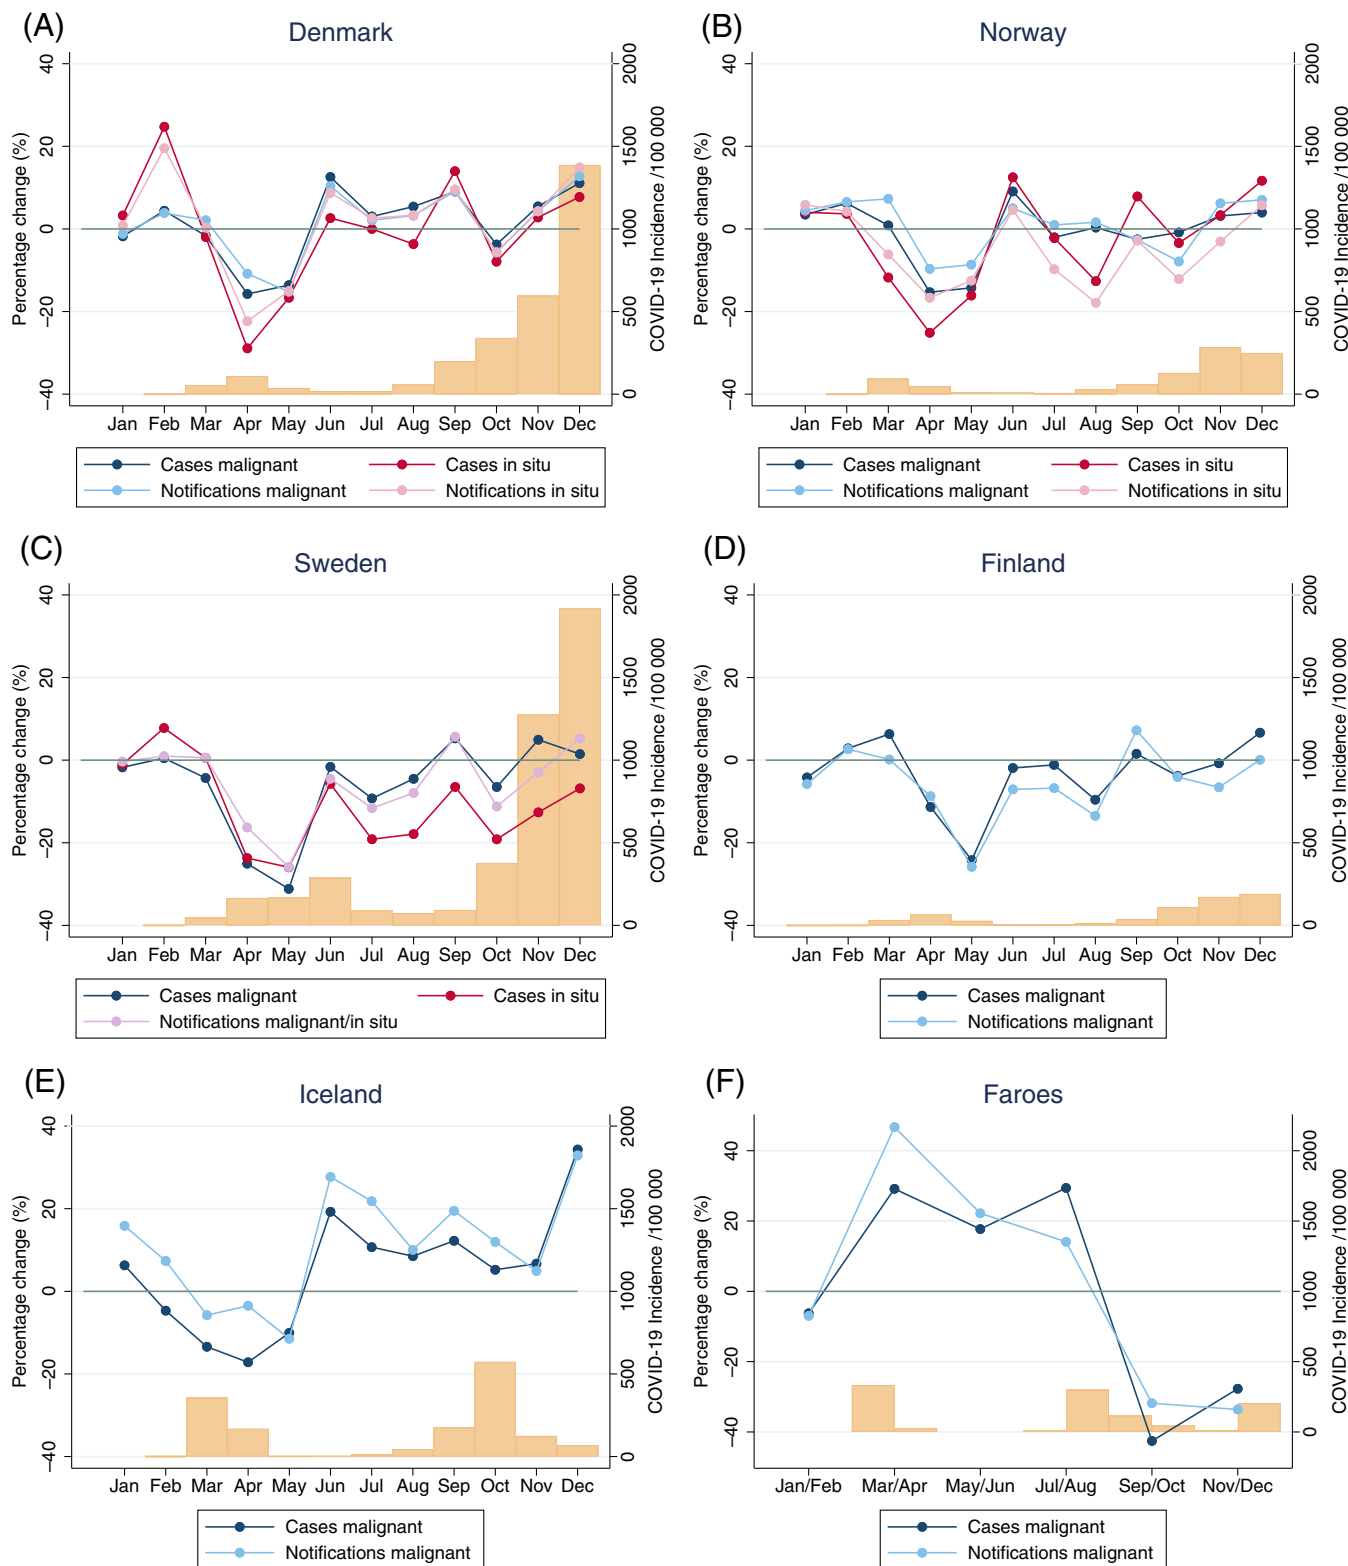 (A)
Denmark
Percentage change (%)
40
20
0
−20
−40
COVID-19 Incidence /100 000
2000
1500
1000
500
0
Jan Feb Mar Apr May Jun Jul Aug Sep Oct Nov Dec
Cases malignant
Cases in situ
Notifications malignant
Notifications in situ
(B)
Norway
Percentage change (%)
40
20
0
−20
−40
COVID-19 Incidence /100 000
2000
1500
1000
500
0
Jan Feb Mar Apr May Jun Jul Aug Sep Oct Nov Dec
Cases malignant
Cases in situ
Notifications malignant
Notifications in situ
(C)
Sweden
Percentage change (%)
40
20
0
−20
−40
COVID-19 Incidence /100 000
2000
1500
1000
500
0
Jan Feb Mar Apr May Jun Jul Aug Sep Oct Nov Dec
Cases malignant
Cases in situ
Notifications malignant/in situ
(D)
Finland
Percentage change (%)
40
20
0
−20
−40
COVID-19 Incidence /100 000
2000
1500
1000
500
0
Jan Feb Mar Apr May Jun Jul Aug Sep Oct Nov Dec
Cases malignant
Notifications malignant
(E)
Iceland
Percentage change (%)
40
20
0
−20
−40
COVID-19 Incidence /100 000
2000
1500
1000
500
0
Jan Feb Mar Apr May Jun Jul Aug Sep Oct Nov Dec
Cases malignant
Notifications malignant
(F)
Faroes
Percentage change (%)
40
20
0
−20
−40
COVID-19 Incidence /100 000
2000
1500
1000
500
0
Jan/Feb Mar/Apr May/Jun Jul/Aug Sep/Oct Nov/Dec
Cases malignant
Notifications malignant